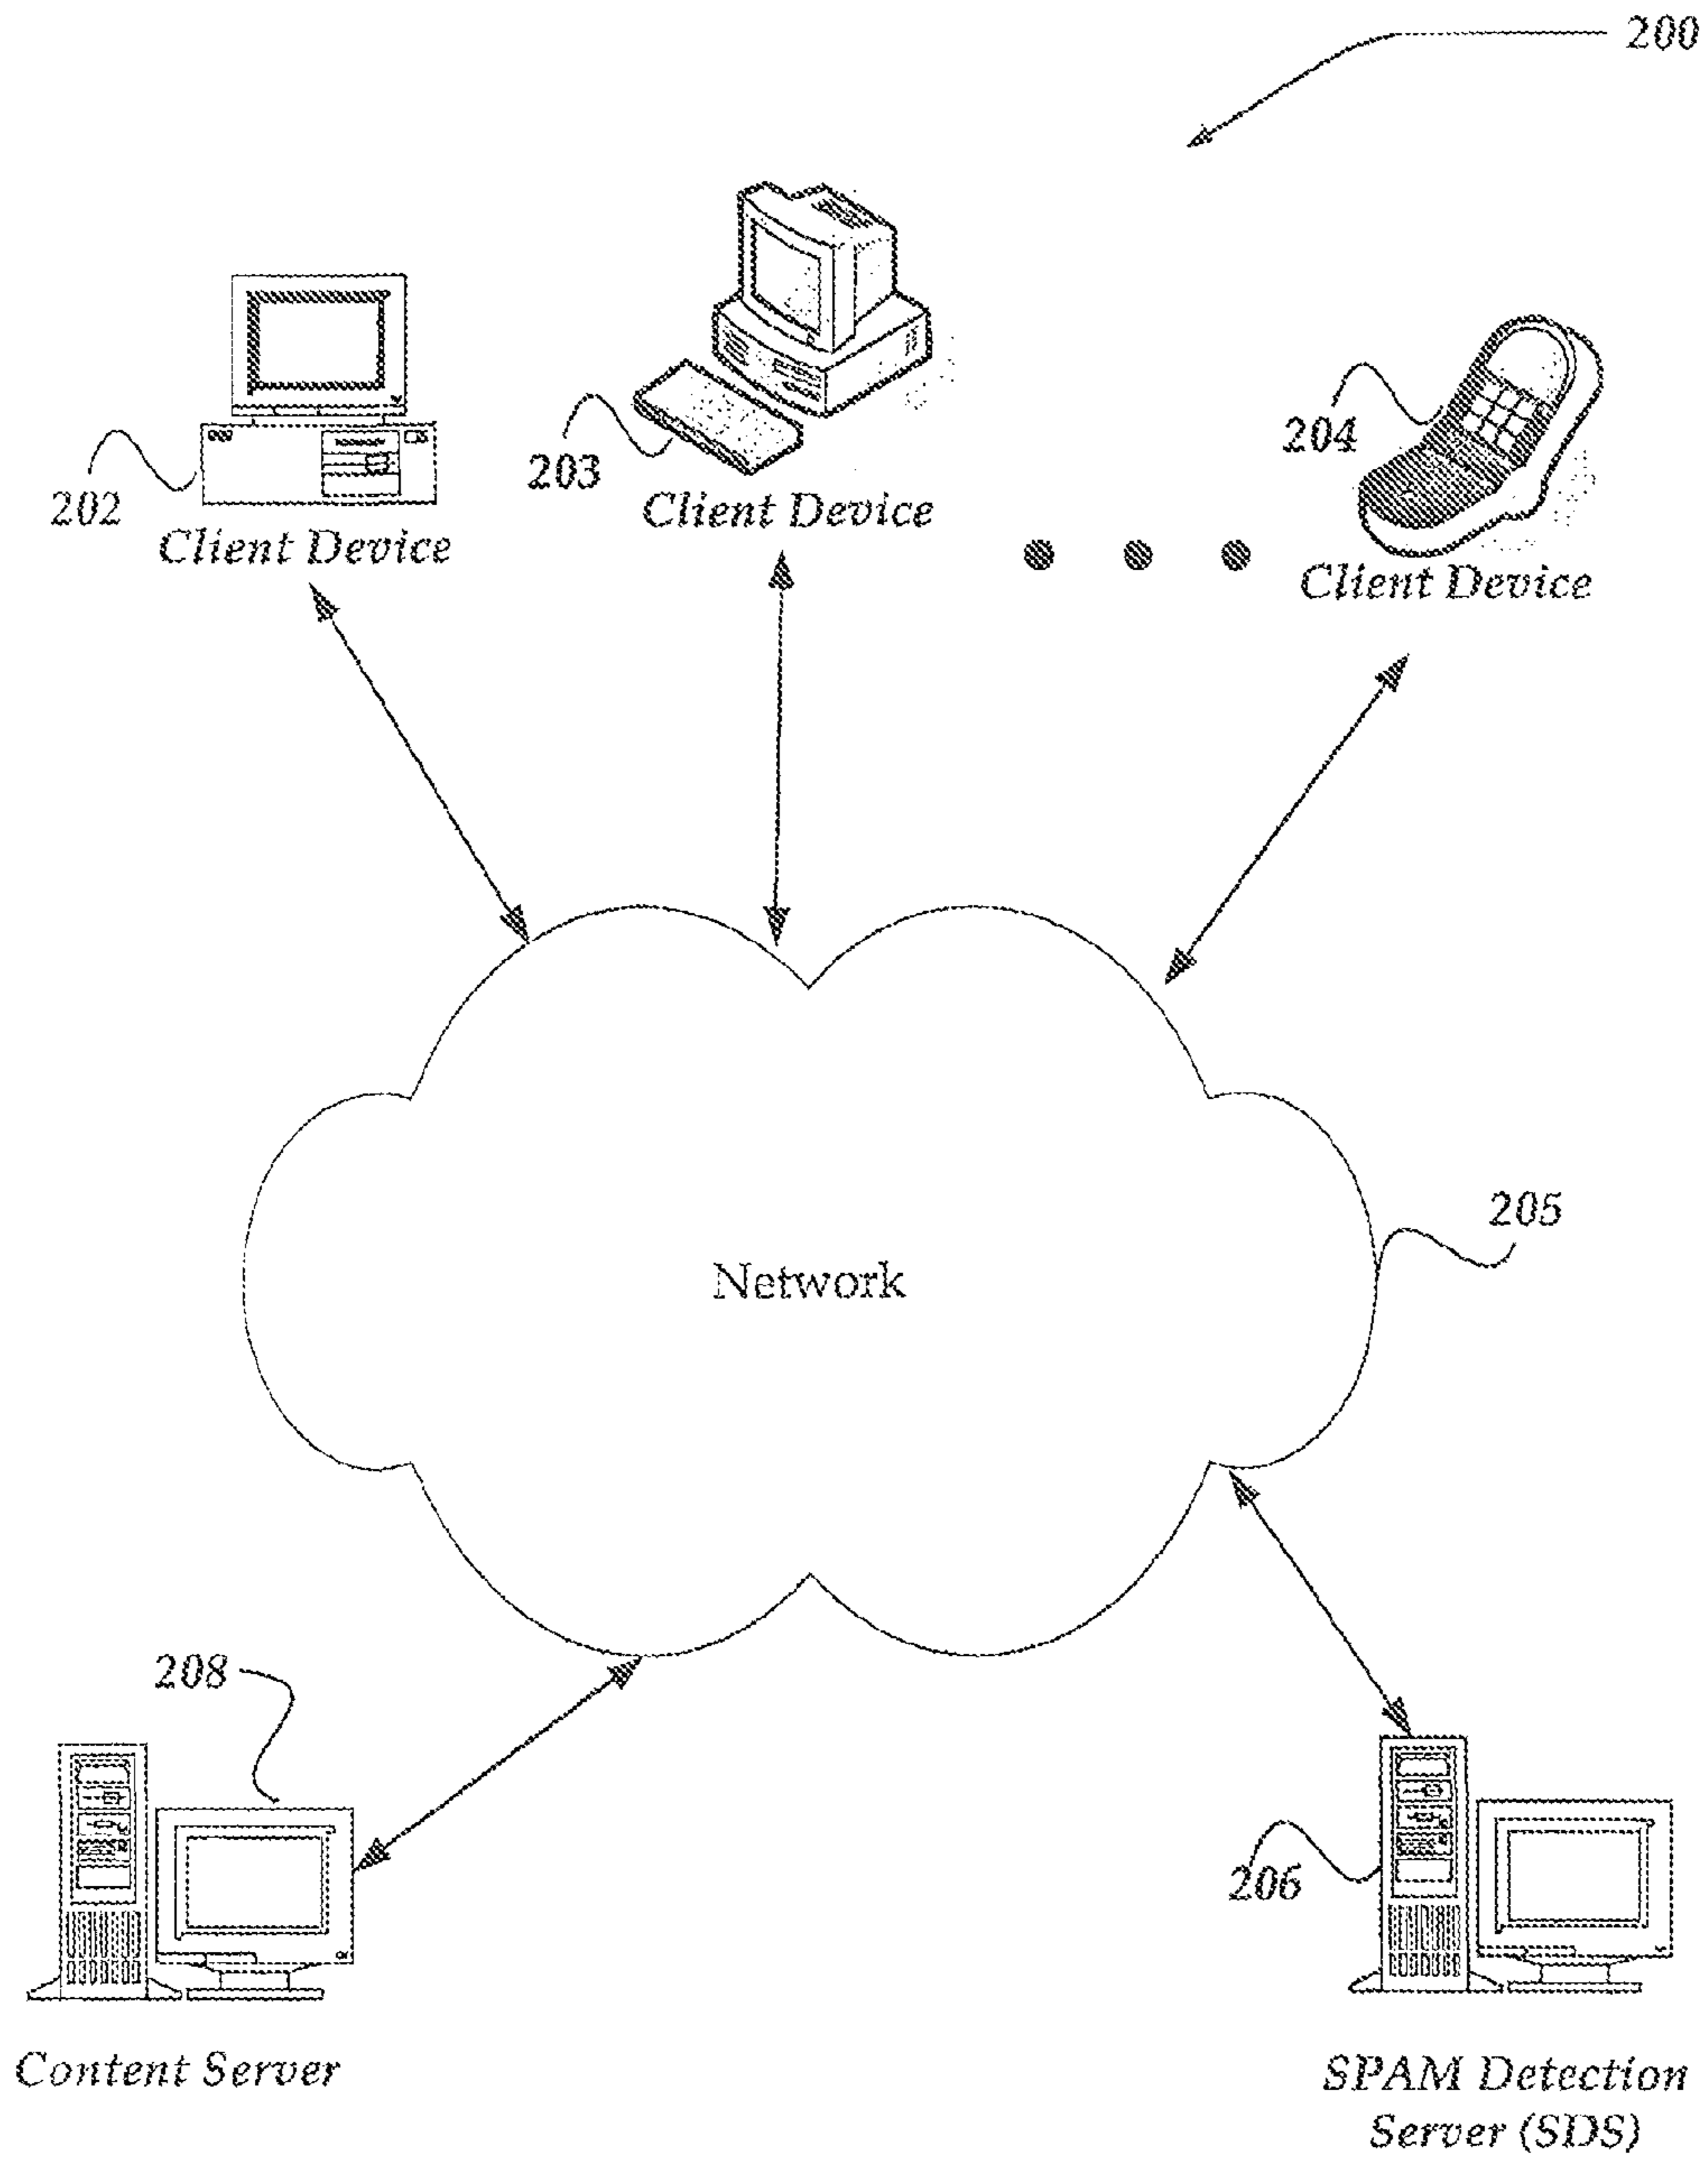 200
202
Client Device
203
Client Device
204
Client Device
205
Network
208
206
Content Server
SPAM Detection
Server (SDS)